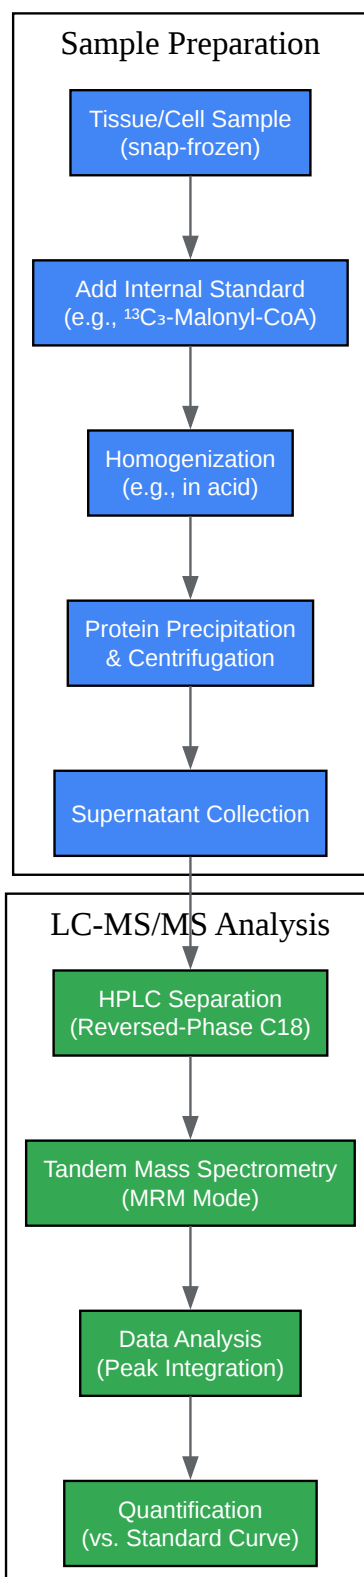 Sample Preparation
Tissue/Cell Sample
(snap-frozen)
Add Internal Standard
(e.g., ¹³C₃-Malonyl-CoA)
Homogenization
(e.g., in acid)
Protein Precipitation
& Centrifugation
Supernatant Collection
LC-MS/MS Analysis
HPLC Separation
(Reversed-Phase C18)
Tandem Mass Spectrometry
(MRM Mode)
Data Analysis
(Peak Integration)
Quantification
(vs. Standard Curve)